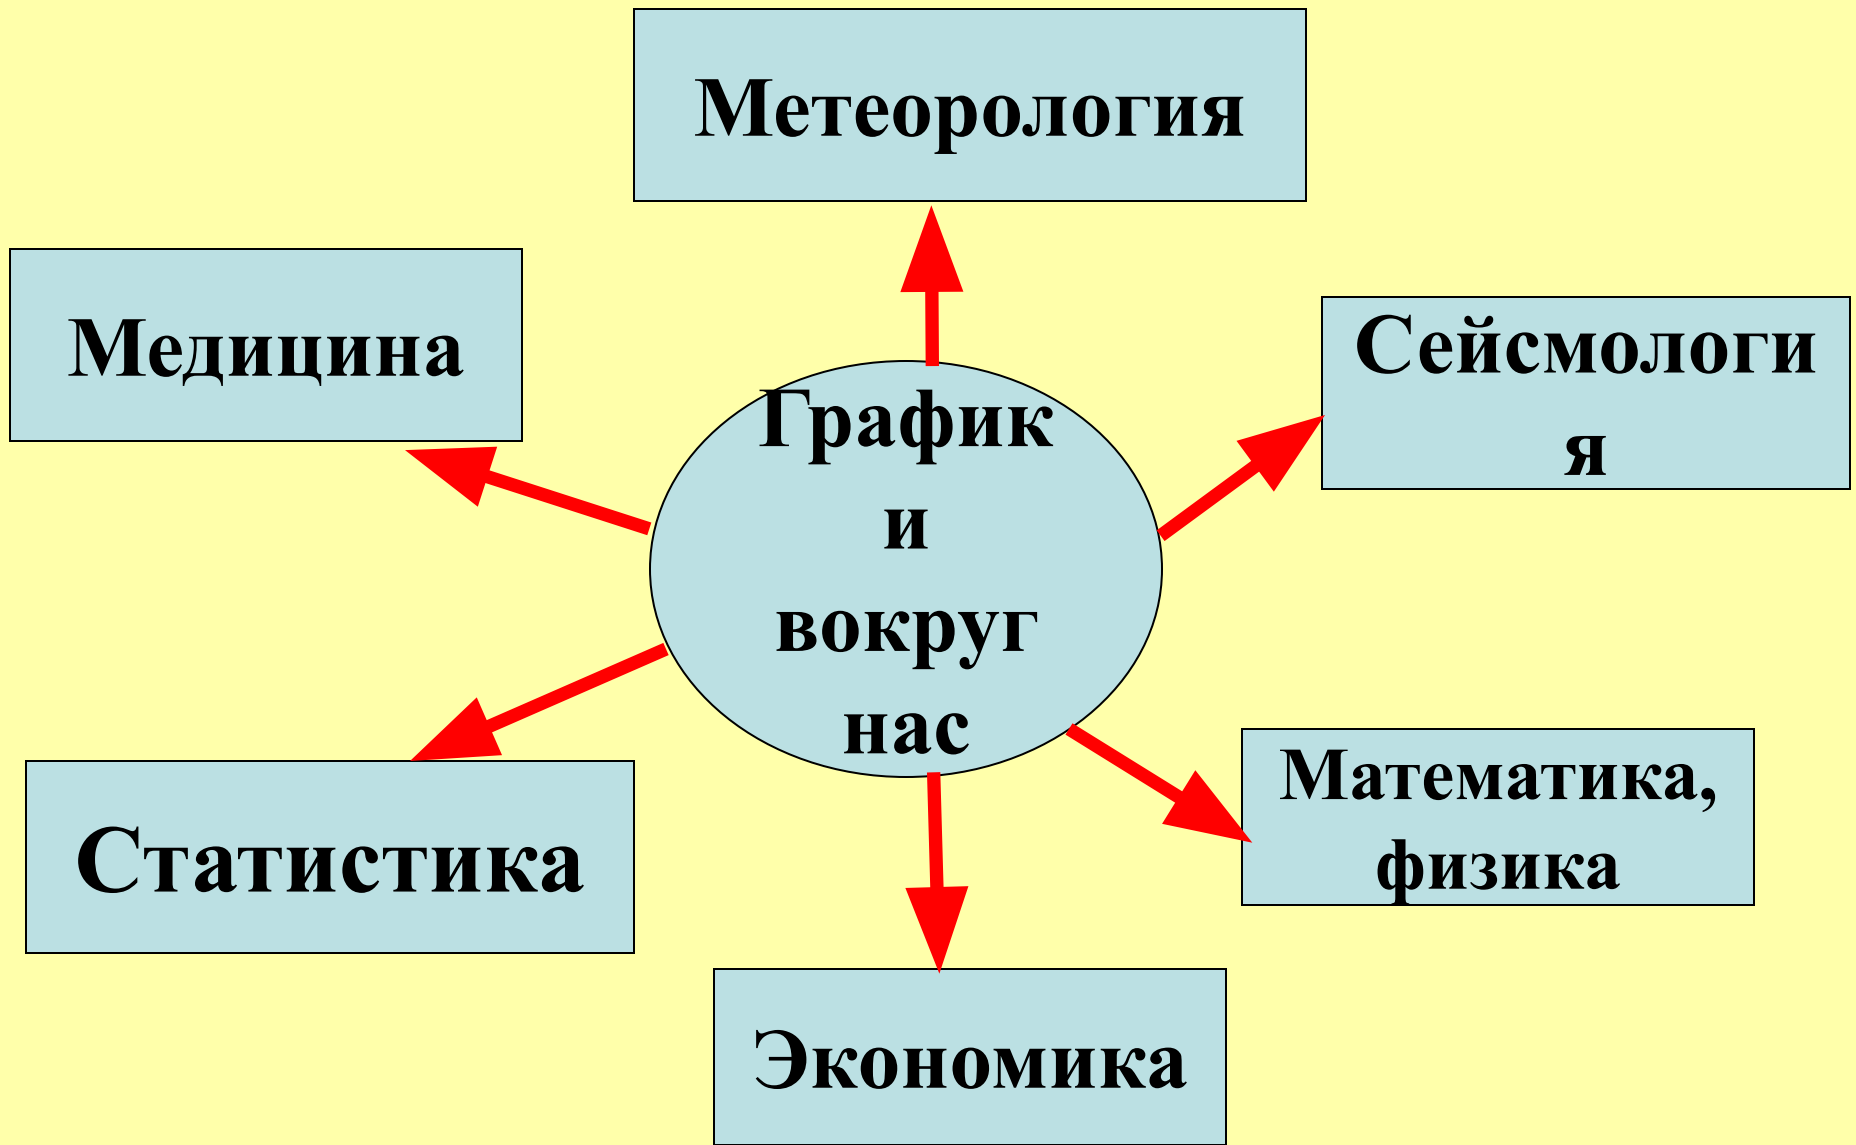 Метеорология
Медицина
Сейсмологи
я
График
и
вокруг
нас
Математика,
физика
Статистика
Экономика